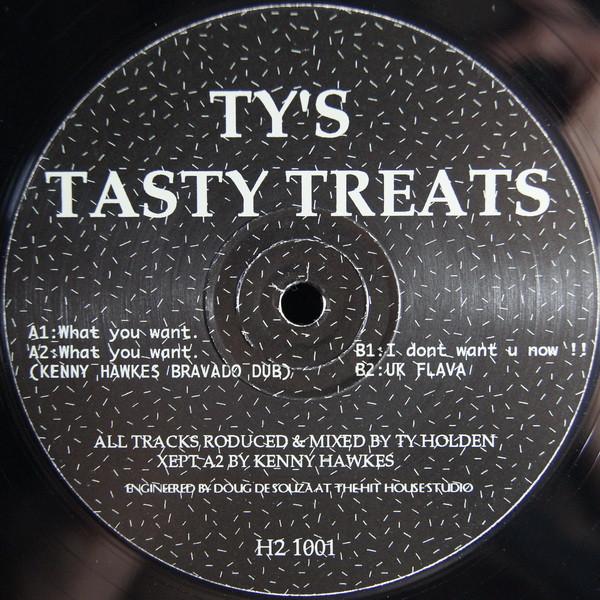 TY'S
TASTY TREATS
A1:What you want.
A2:What you want.
(KENNY HAWKES BRAVADO DUB)
B1:I dont want u now !!
B2:UK FLAVA
ALL TRACKS RODUCED & MIXED BY TY HOLDEN
XEPT A2 BY KENNY HAWKES
ENGINEERED BY DOUG DE SOUZA AT THE HIT HOUSE STUDIO
H2 1001